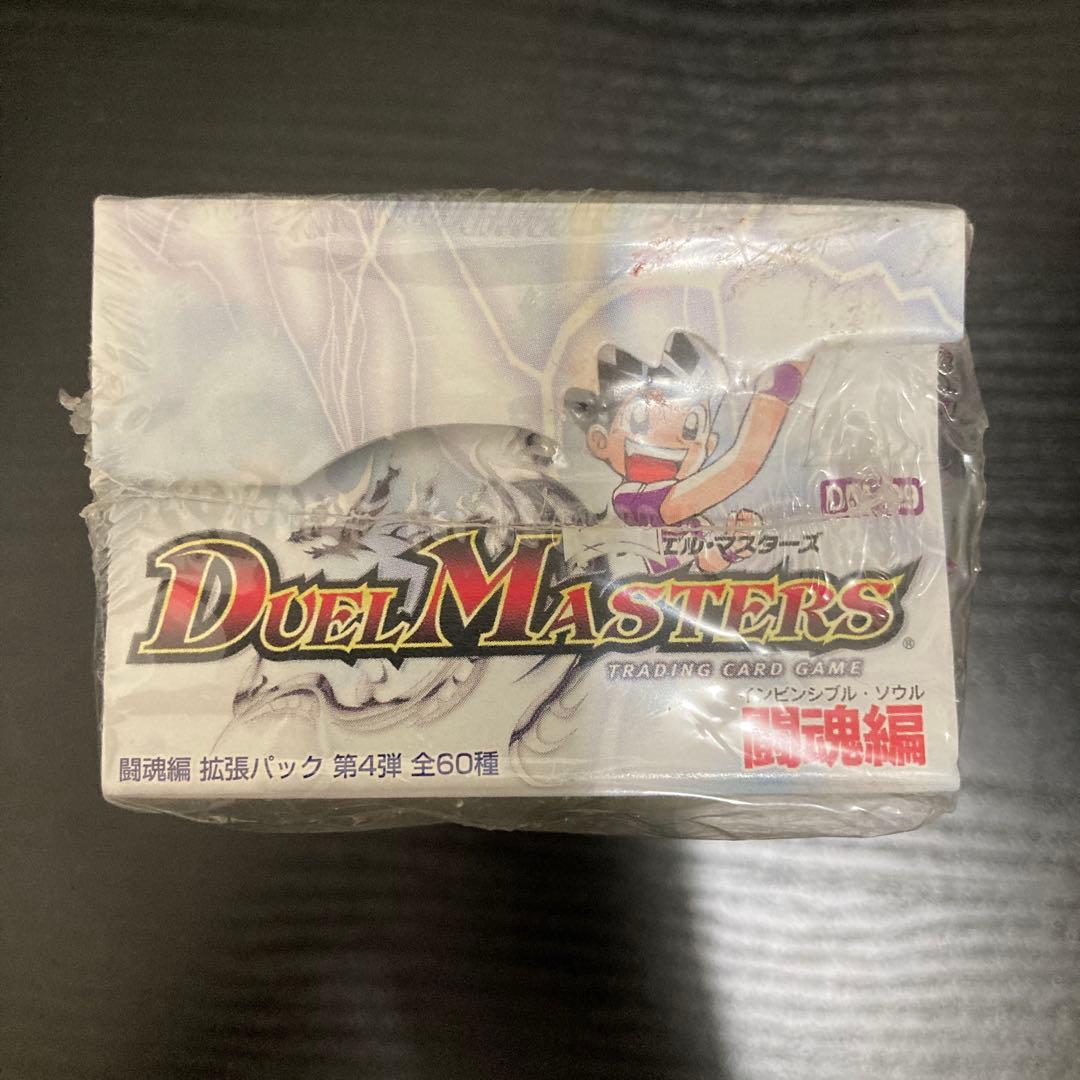 エル・マスターズ
DUEL MASTERS®
TRADING CARD GAME
インビンシブル・ソウル
闘魂編
闘魂編 拡張パック 第4弾 全60種